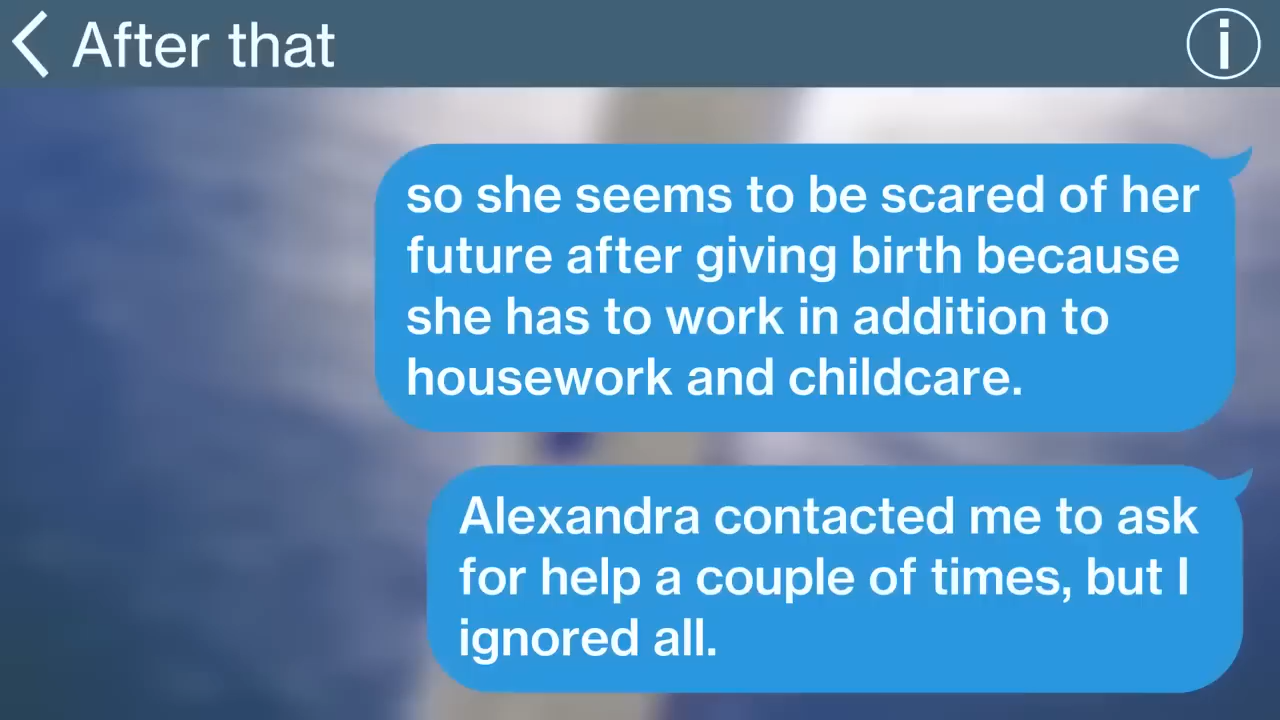 After that
so she seems to be scared of her
future after giving birth because
she has to work in addition to
housework and childcare.
Alexandra contacted me to ask
for help a couple of times, but I
ignored all.